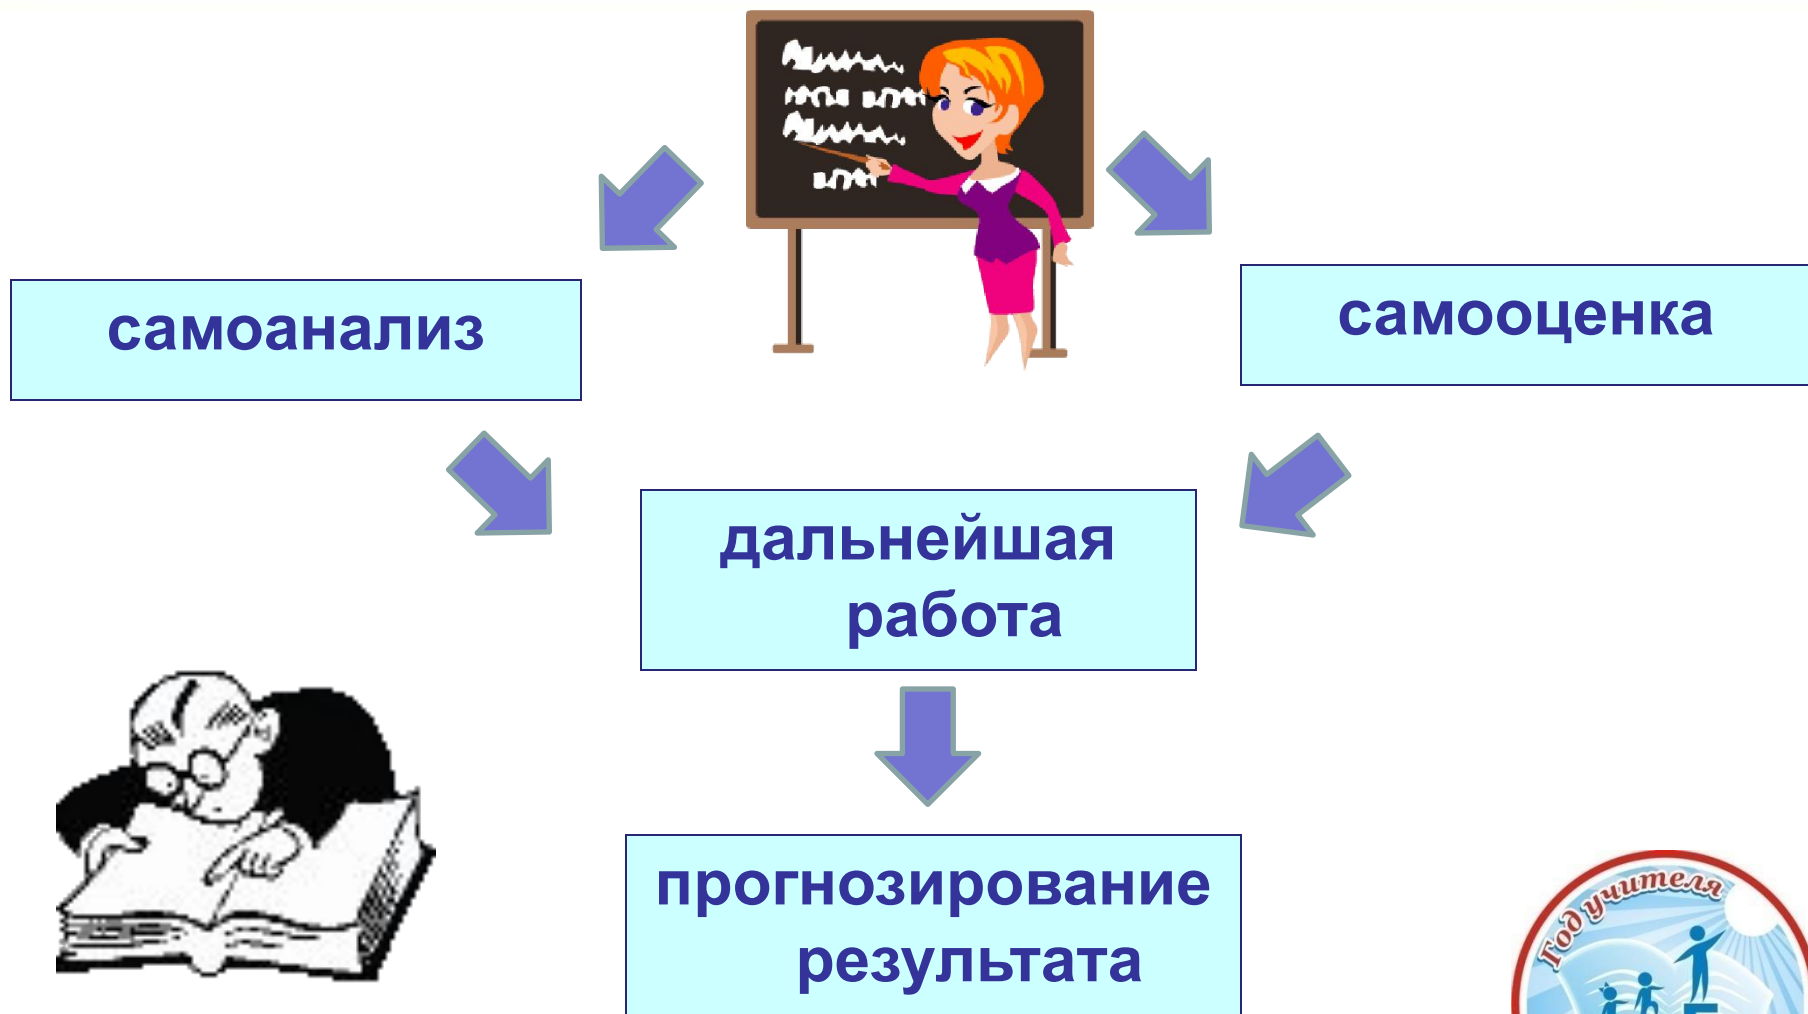 самоанализ
самооценка
дальнейшая
работа
прогнозирование
результата
Год учителя